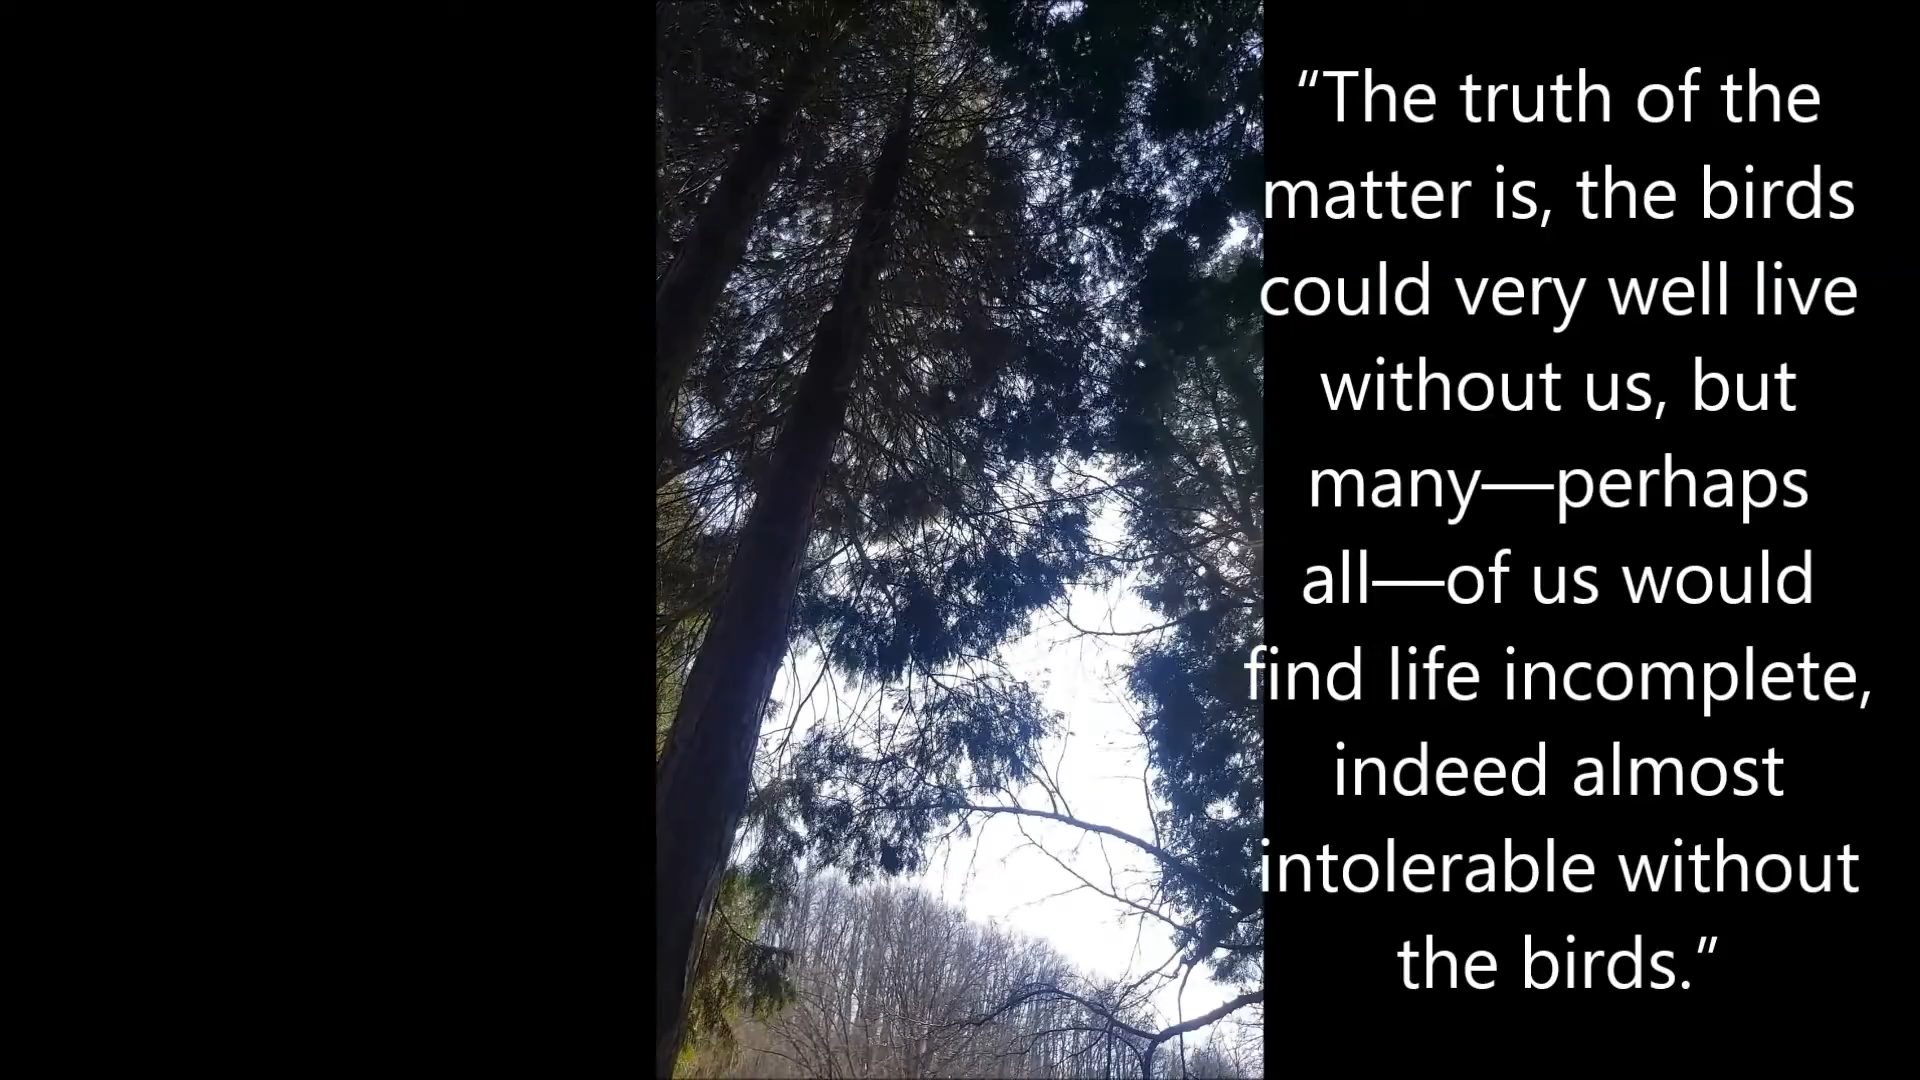 “The truth of the
matter is, the birds
could very well live
without us, but
many—perhaps
all—of us would
find life incomplete,
indeed almost
intolerable without
the birds.”